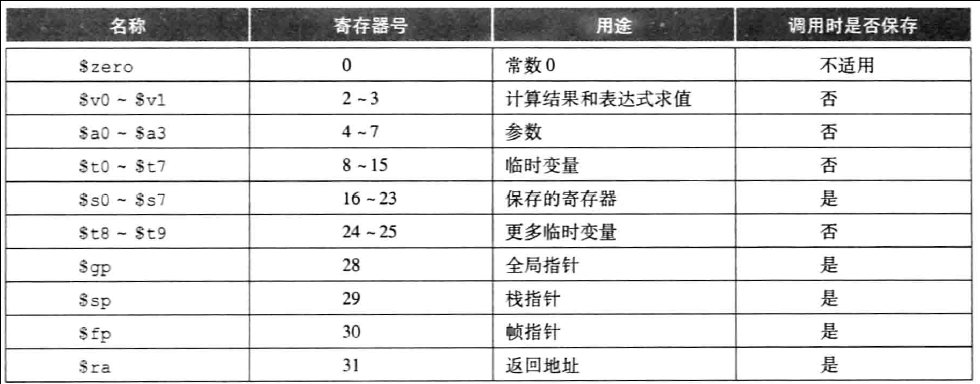 名称 寄存器号 用途 调用时是否保存
$zero 0 常数0 不适用
$v0 ~ $v1 2 ~ 3 计算结果和表达式求值 否
$a0 ~ $a3 4 ~ 7 参数 否
$t0 ~ $t7 8 ~ 15 临时变量 否
$s0 ~ $s7 16 ~ 23 保存的寄存器 是
$t8 ~ $t9 24 ~ 25 更多临时变量 否
$gp 28 全局指针 是
$sp 29 栈指针 是
$fp 30 帧指针 是
$ra 31 返回地址 是